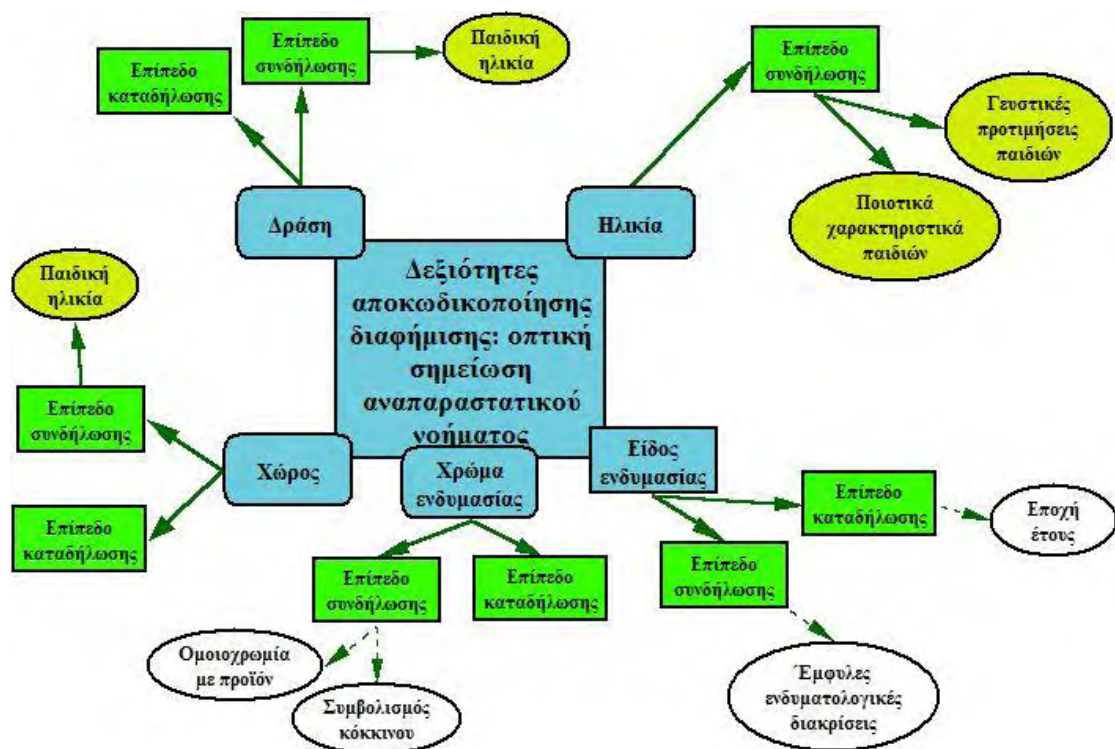 Επίπεδο
συνδήλωσης
Παιδική
ηλικία
Επίπεδο
καταδήλωσης
Επίπεδο
συνδήλωσης
Γευστικές
προτιμήσεις
παιδιών
Ποιοτικά
χαρακτηριστικά
παιδιών
Δράση
Ηλικία
Δεξιότητες
αποκωδικοποίησης
διαφήμισης: οπτική
σημείωση
αναπαραστατικού
νοήματος
Παιδική
ηλικία
Επίπεδο
συνδήλωσης
Χώρος
Επίπεδο
καταδήλωσης
Χρώμα
ενδυμασίας
Είδος
ενδυμασίας
Επίπεδο
καταδήλωσης
Εποχή
έτους
Επίπεδο
συνδήλωσης
Επίπεδο
καταδήλωσης
Επίπεδο
συνδήλωσης
Ομοιοχρωμία
με προϊόν
Συμβολισμός
κόκκινου
Έμφυλες
ενδυματολογικές
διακρίσεις